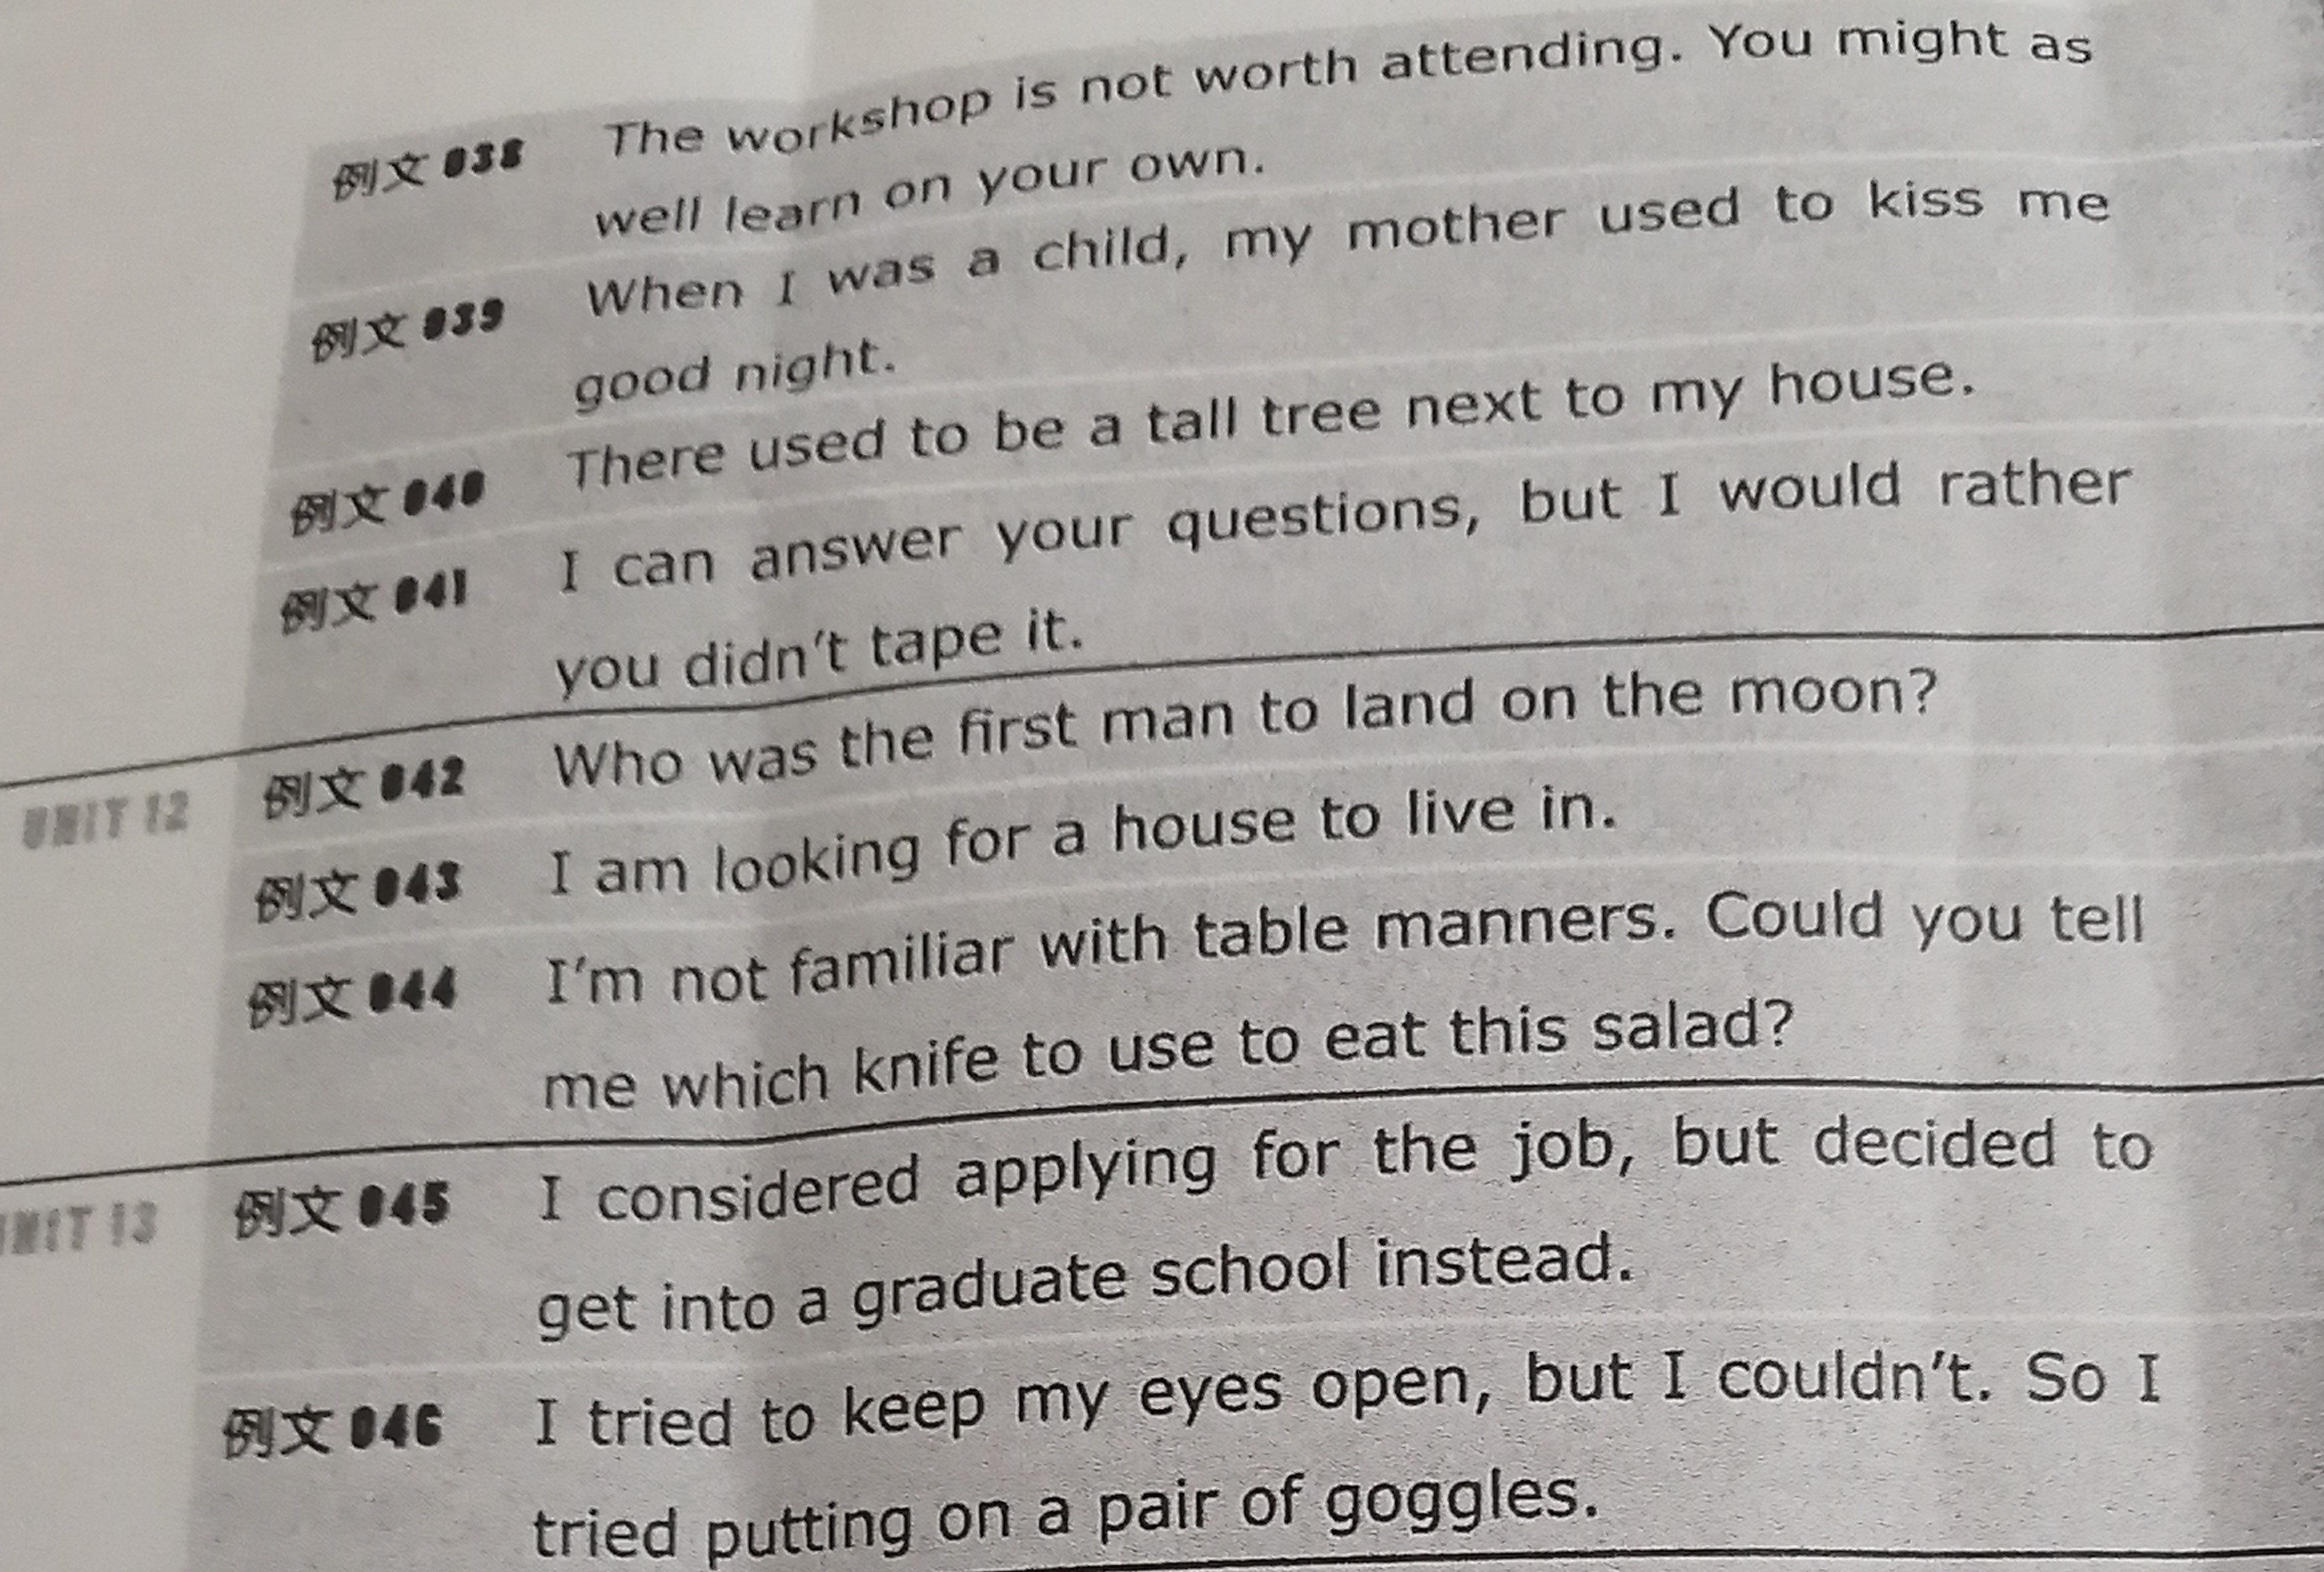 例文 038 The workshop is not worth attending. You might as
well learn on your own.
例文 039 When I was a child, my mother used to kiss me
good night.
例文 040 There used to be a tall tree next to my house.
例文 041 I can answer your questions, but I would rather
you didn't tape it.
UNIT 12 例文 042 Who was the first man to land on the moon?
例文 043 I am looking for a house to live in.
例文 044 I'm not familiar with table manners. Could you tell
me which knife to use to eat this salad?
UNIT 13 例文 045 I considered applying for the job, but decided to
get into a graduate school instead.
例文 046 I tried to keep my eyes open, but I couldn't. So I
tried putting on a pair of goggles.